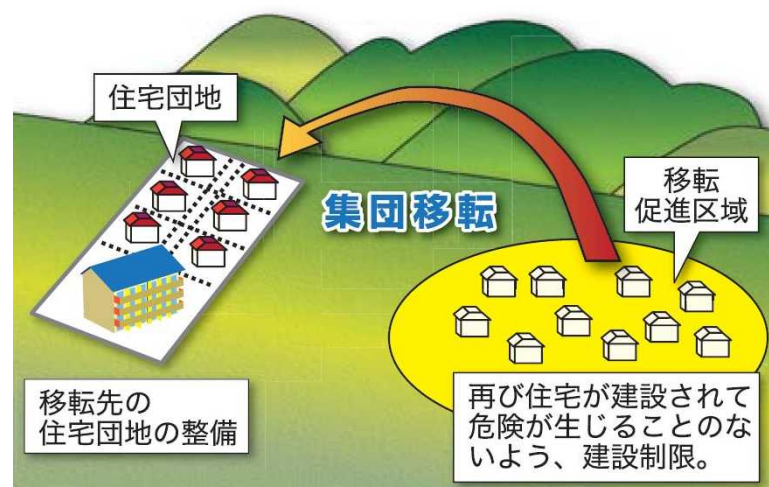 住宅団地
集団移転
移転
促進区域
移転先の
住宅団地の整備
再び住宅が建設されて
危険が生じることのな
いよう、建設制限。